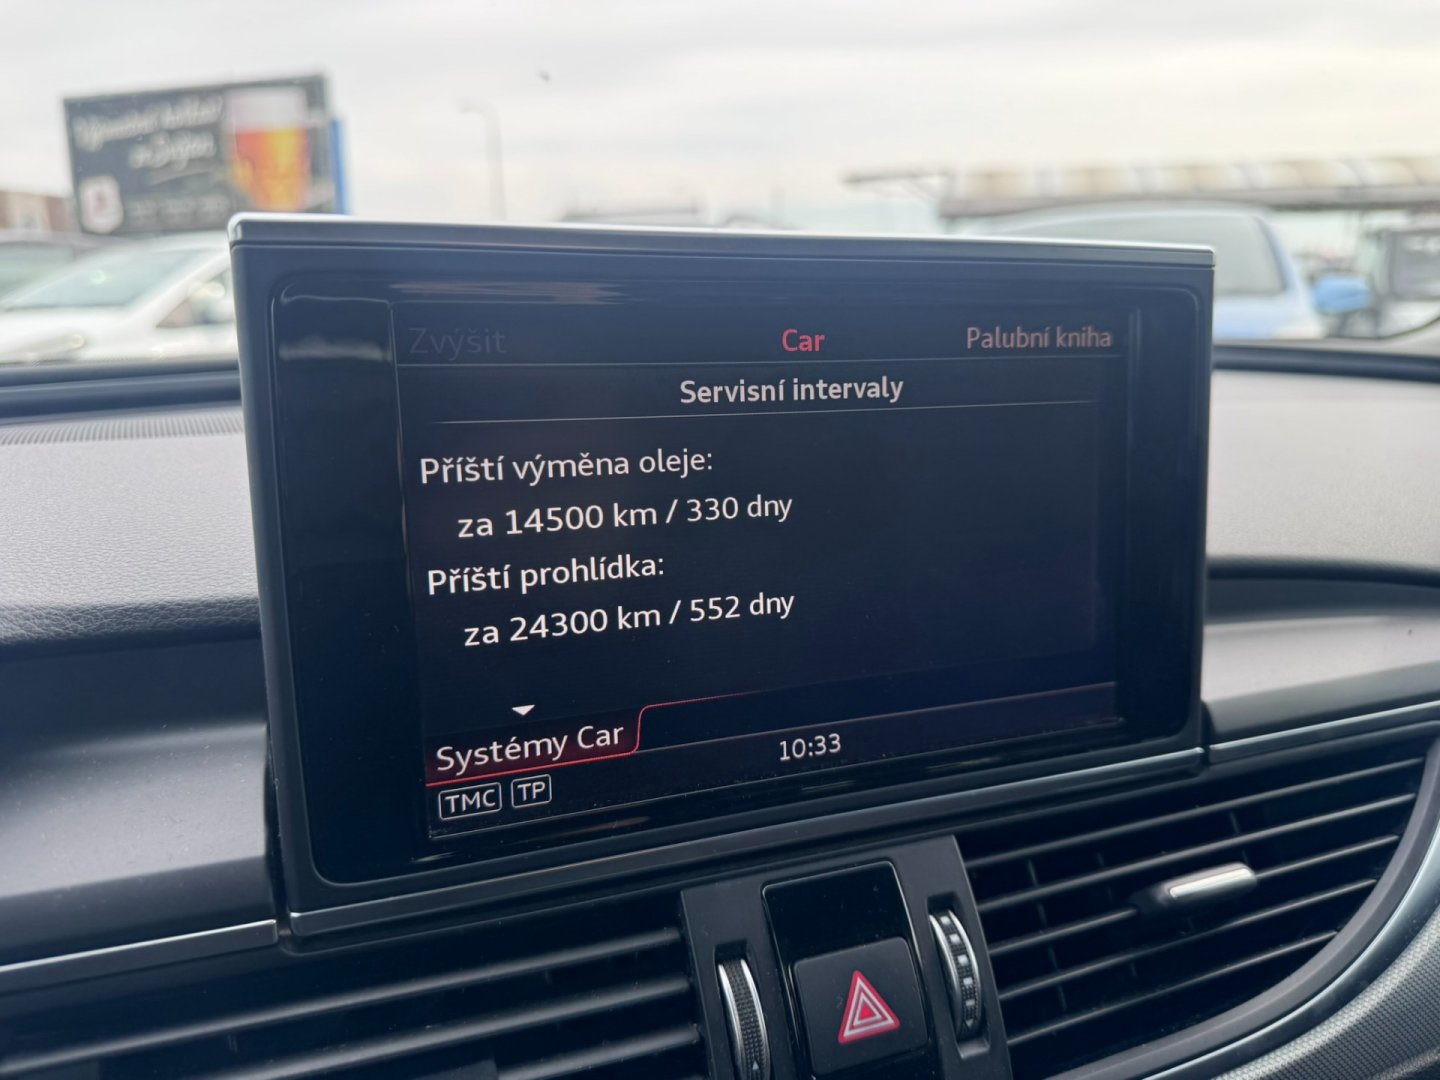 Zvýšit
Car
Palubní kniha
Servisní intervaly
Příští výměna oleje:
za 14500 km / 330 dny
Příští prohlídka:
za 24300 km / 552 dny
Systémy Car
10:33
TMC TP